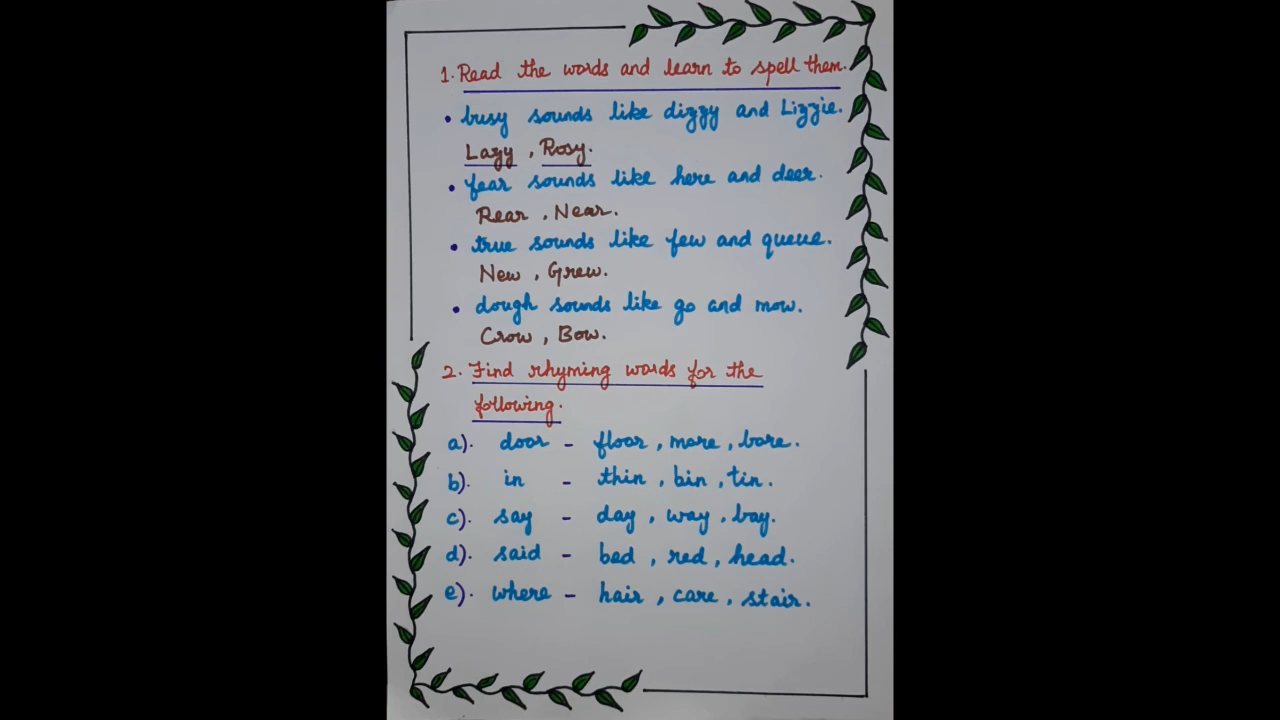 1. Read the words and learn to spell them.
• busy sounds like dizzy and Lizzie.
Lazy , Rosy.
• fear sounds like here and deer.
Rear , Near.
• true sounds like few and queue.
New , Grew.
• dough sounds like go and mow.
Crow , Bow.
2. Find rhyming words for the
following.
a). door - floor , more , bore.
b). in - thin , bin , tin.
c). say - day , way , bay.
d). said - bed , red , head.
e). where - hair , care , stair.